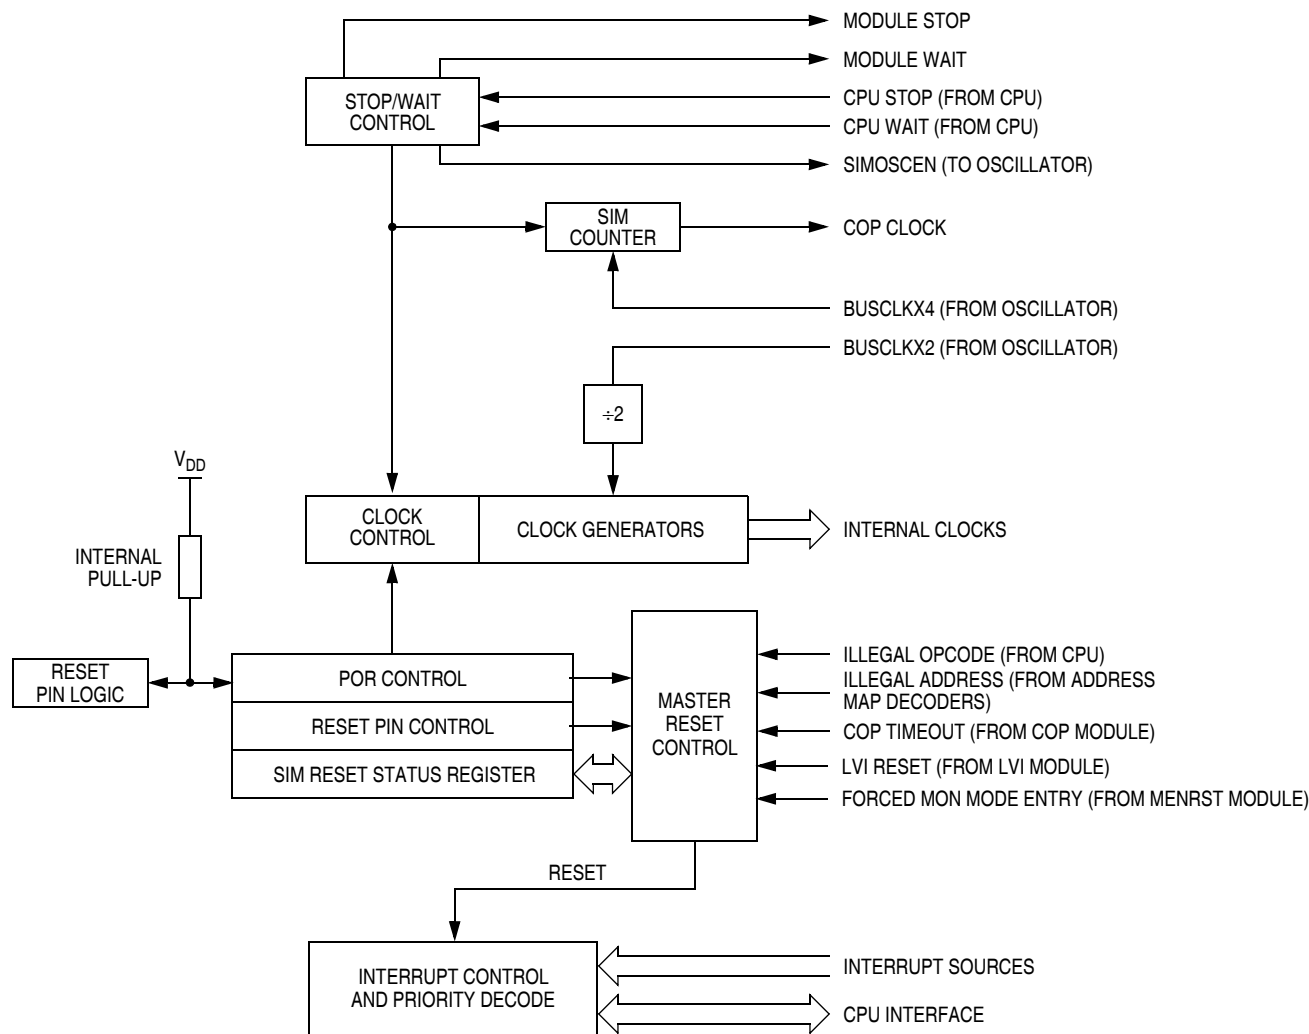 MODULE STOP
MODULE WAIT
STOP/WAIT
CONTROL
CPU STOP (FROM CPU)
CPU WAIT (FROM CPU)
SIMOSCEN (TO OSCILLATOR)
SIM
COUNTER
COP CLOCK
BUSCLKX4 (FROM OSCILLATOR)
BUSCLKX2 (FROM OSCILLATOR)
÷2
VDD
INTERNAL
PULL-UP
CLOCK
CONTROL
CLOCK GENERATORS
INTERNAL CLOCKS
RESET
PIN LOGIC
POR CONTROL
RESET PIN CONTROL
SIM RESET STATUS REGISTER
MASTER
RESET
CONTROL
ILLEGAL OPCODE (FROM CPU)
ILLEGAL ADDRESS (FROM ADDRESS
MAP DECODERS)
COP TIMEOUT (FROM COP MODULE)
LVI RESET (FROM LVI MODULE)
FORCED MON MODE ENTRY (FROM MENRST MODULE)
RESET
INTERRUPT CONTROL
AND PRIORITY DECODE
INTERRUPT SOURCES
CPU INTERFACE